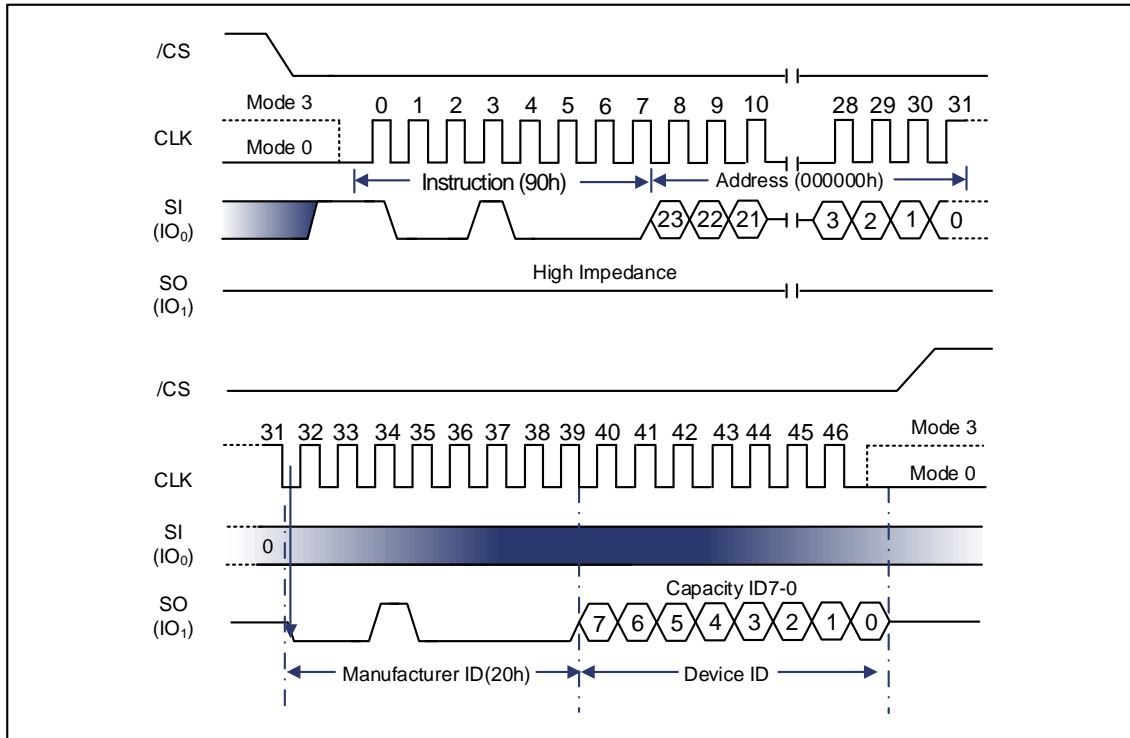 /CS
Mode 3
0 1 2 3 4 5 6 7 8 9 10 28 29 30 31
CLK
Mode 0
Instruction (90h)
Address (000000h)
SI
(IO0)
23 22 21 3 2 1 0
High Impedance
SO
(IO1)
/CS
31 32 33 34 35 36 37 38 39 40 41 42 43 44 45 46
Mode 3
CLK
Mode 0
SI
(IO0)
0
Capacity ID7-0
SO
(IO1)
7 6 5 4 3 2 1 0
Manufacturer ID(20h)
Device ID